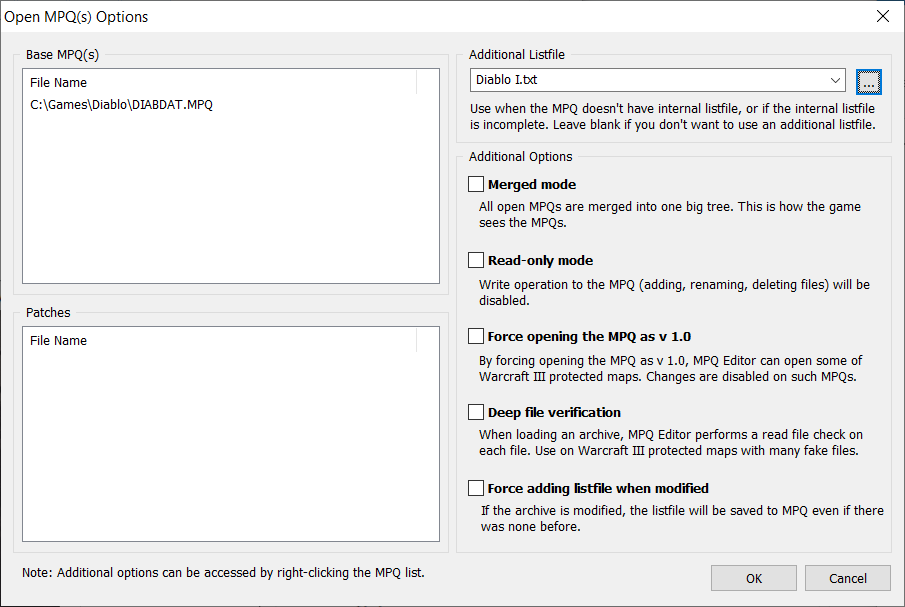 Open MPQ(s) Options
Base MPQ(s)
File Name
C:\Games\Diablo\DIABDAT.MPQ
Patches
File Name
Note: Additional options can be accessed by right-clicking the MPQ list.
Additional Listfile
Diablo I.txt
...
Use when the MPQ doesn't have internal listfile, or if the internal listfile
is incomplete. Leave blank if you don't want to use an additional listfile.
Additional Options
Merged mode
All open MPQs are merged into one big tree. This is how the game
sees the MPQs.
Read-only mode
Write operation to the MPQ (adding, renaming, deleting files) will be
disabled.
Force opening the MPQ as v 1.0
By forcing opening the MPQ as v 1.0, MPQ Editor can open some of
Warcraft III protected maps. Changes are disabled on such MPQs.
Deep file verification
When loading an archive, MPQ Editor performs a read file check on
each file. Use on Warcraft III protected maps with many fake files.
Force adding listfile when modified
If the archive is modified, the listfile will be saved to MPQ even if there
was none before.
OK
Cancel